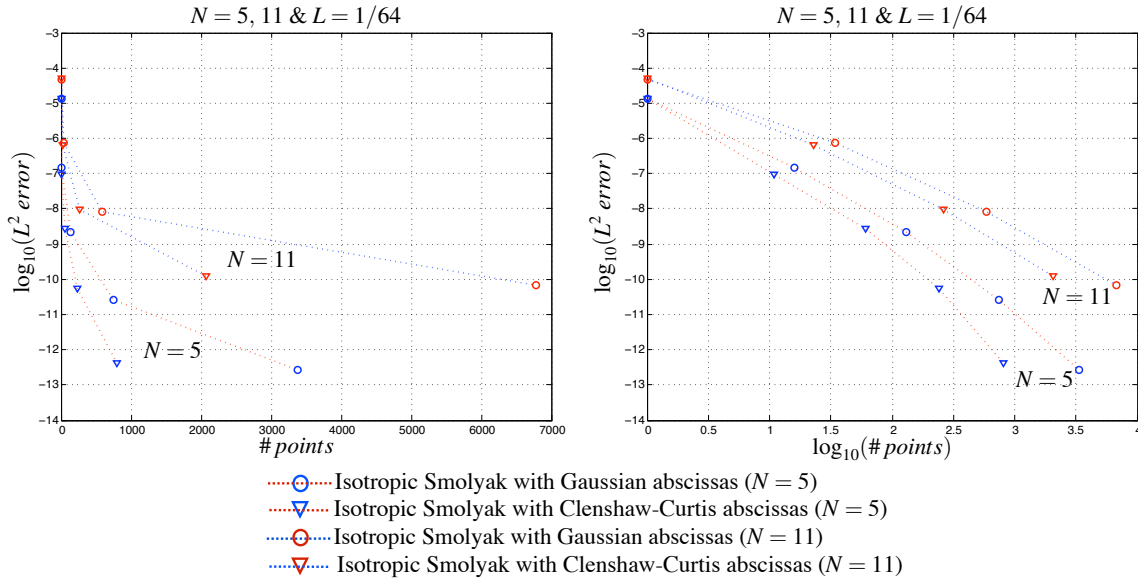 N = 5, 11 & L = 1/64
−3
−4
−5
−6
−7
−8
−9
−10
−11
−12
−13
−14
log₁₀(L² error)
N = 11
N = 5
0
1000
2000
3000
4000
5000
6000
7000
# points
N = 5, 11 & L = 1/64
−3
−4
−5
−6
−7
−8
−9
−10
−11
−12
−13
−14
log₁₀(L² error)
N = 11
N = 5
0
0.5
1
1.5
2
2.5
3
3.5
4
log₁₀(# points)
Isotropic Smolyak with Gaussian abscissas (N = 5)
Isotropic Smolyak with Clenshaw-Curtis abscissas (N = 5)
Isotropic Smolyak with Gaussian abscissas (N = 11)
Isotropic Smolyak with Clenshaw-Curtis abscissas (N = 11)